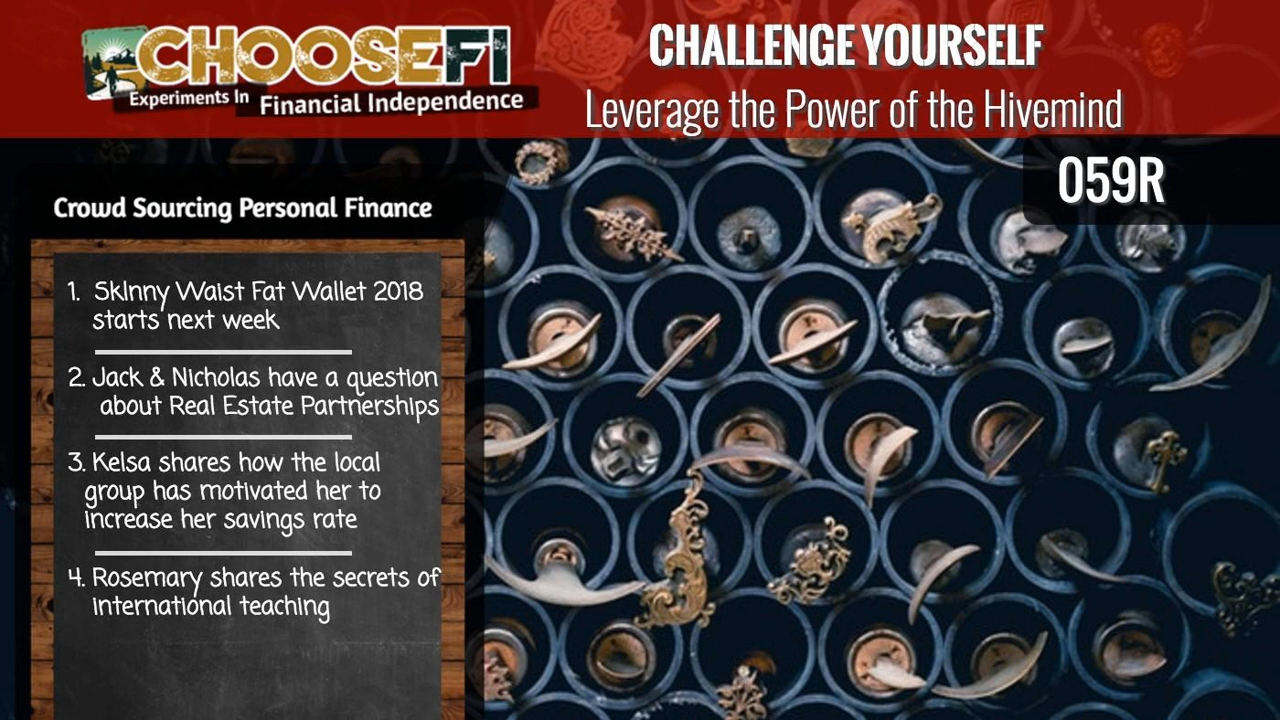 CHOOSEFI
Experiments In Financial Independence
CHALLENGE YOURSELF
Leverage the Power of the Hivemind
059R
Crowd Sourcing Personal Finance
1. Skinny Waist Fat Wallet 2018
starts next week
2. Jack & Nicholas have a question
about Real Estate Partnerships
3. Kelsa shares how the local
group has motivated her to
increase her savings rate
4. Rosemary shares the secrets of
international teaching